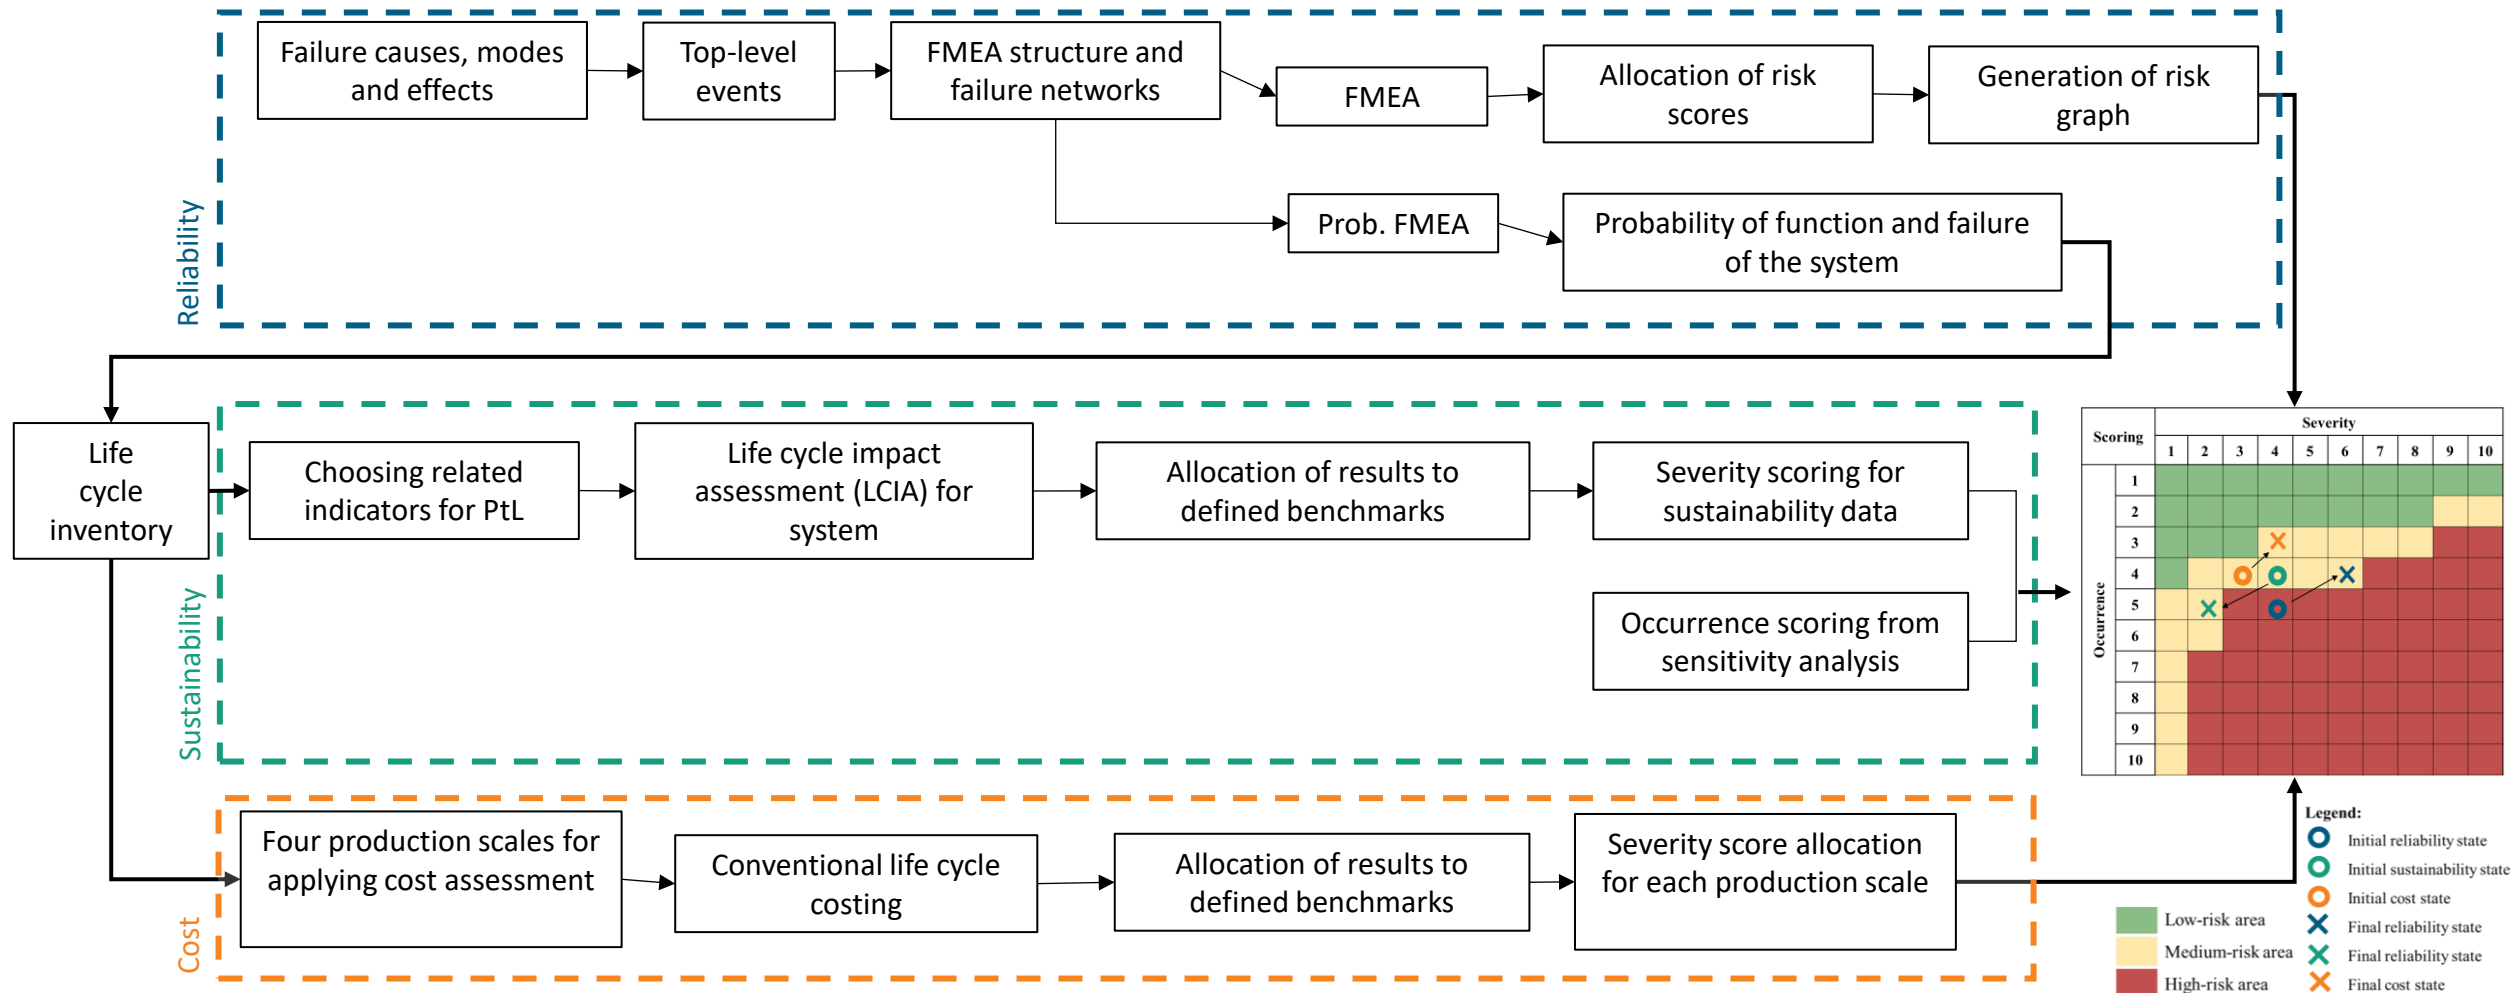 Failure causes, modes
and effects
Top-level
events
FMEA structure and
failure networks
FMEA
Allocation of risk
scores
Generation of risk
graph
Prob. FMEA
Probability of function and failure
of the system
Reliability
Life
cycle
inventory
Choosing related
indicators for PtL
Life cycle impact
assessment (LCIA) for
system
Allocation of results to
defined benchmarks
Severity scoring for
sustainability data
Occurrence scoring from
sensitivity analysis
Sustainability
Four production scales for
applying cost assessment
Conventional life cycle
costing
Allocation of results to
defined benchmarks
Severity score allocation
for each production scale
Cost
Scoring
Severity
1 2 3 4 5 6 7 8 9 10
Occurrence
1
2
3
4
5
6
7
8
9
10
Low-risk area
Medium-risk area
High-risk area
Legend:
Initial reliability state
Initial sustainability state
Initial cost state
Final reliability state
Final reliability state
Final cost state